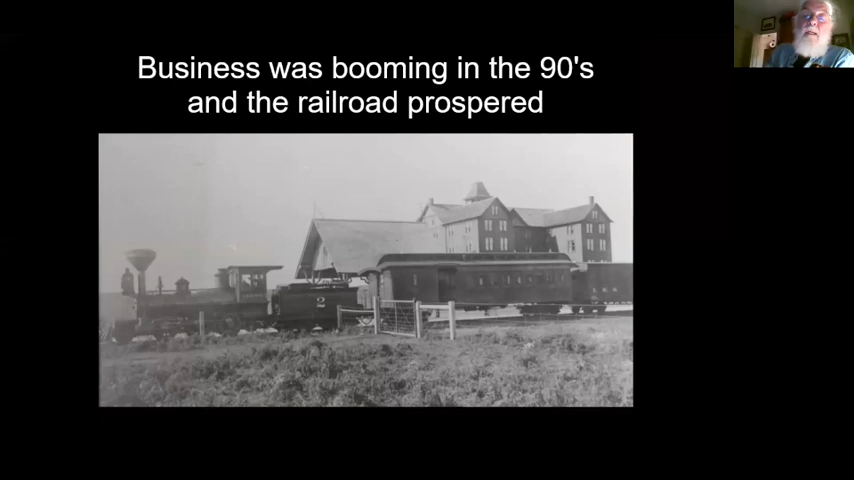 Business was booming in the 90's
and the railroad prospered
2